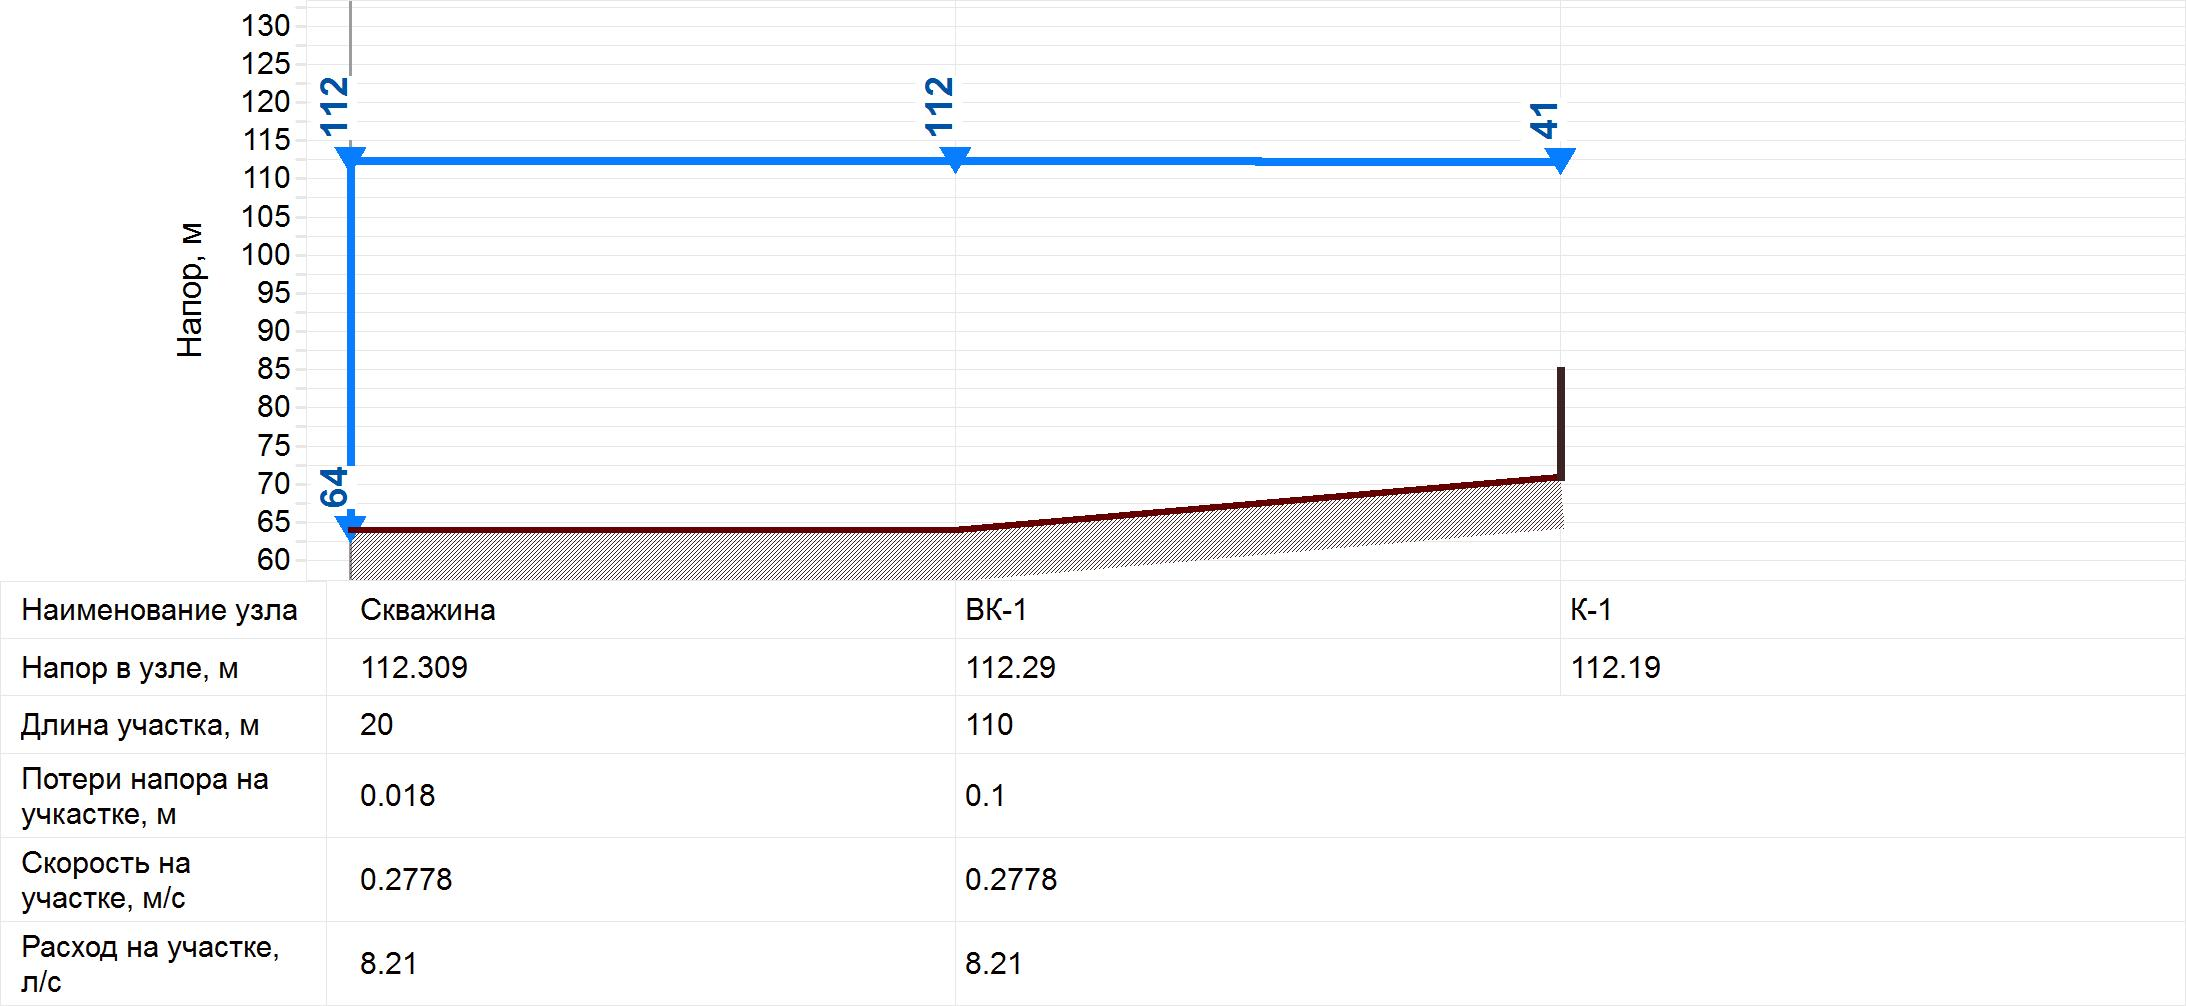 130
125
120
115
110
105
100
95
90
85
80
75
70
65
60
Напор, м
112
112
41
64
Наименование узла Скважина ВК-1 К-1
Напор в узле, м 112.309 112.29 112.19
Длина участка, м 20 110
Потери напора на
учкастке, м
0.018 0.1
Скорость на
участке, м/с
0.2778 0.2778
Расход на участке,
л/с
8.21 8.21